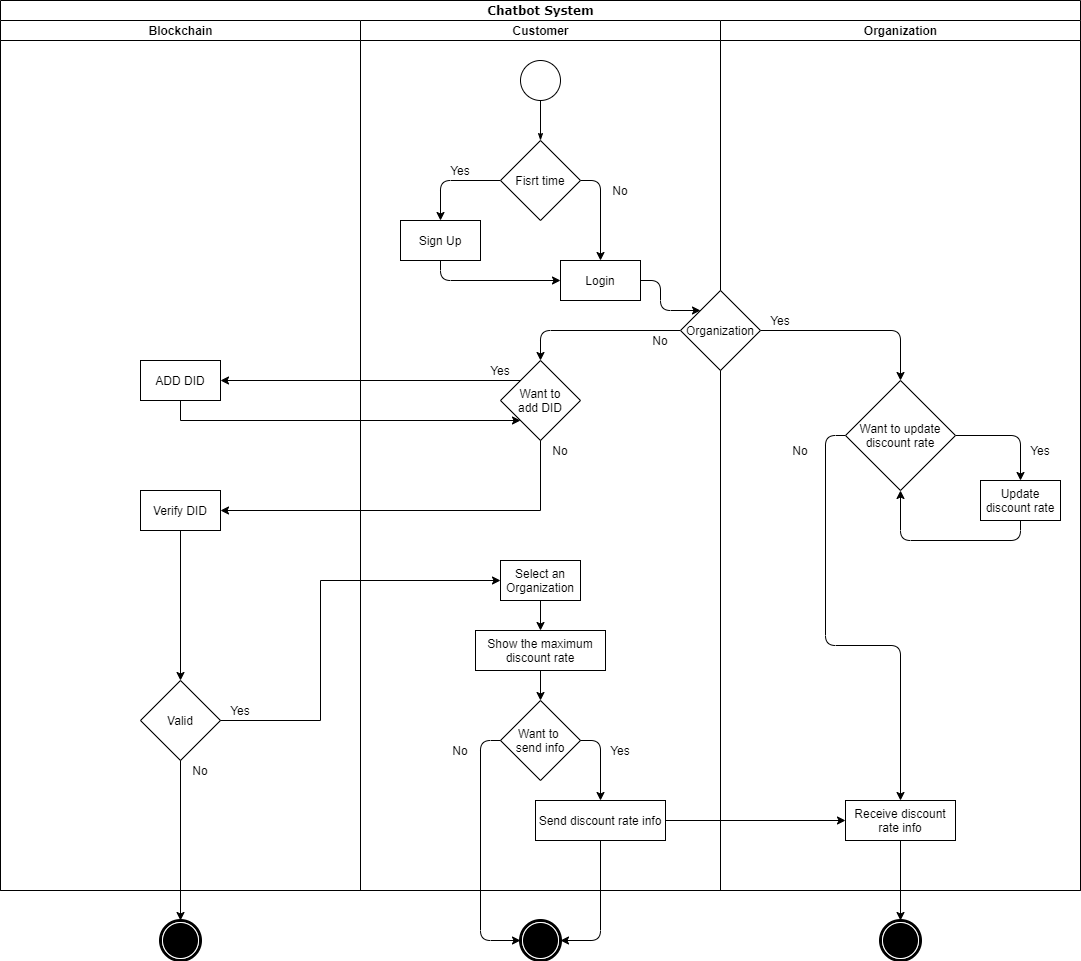 Chatbot System
Blockchain
Customer
Organization
Fisrt time
Yes
No
Sign Up
Login
Organization
Yes
No
ADD DID
Yes
Want to
add DID
No
Want to update
discount rate
No
Yes
Update
discount rate
Verify DID
Select an
Organization
Show the maximum
discount rate
Valid
Yes
No
Want to
send info
No
Yes
Send discount rate info
Receive discount
rate info